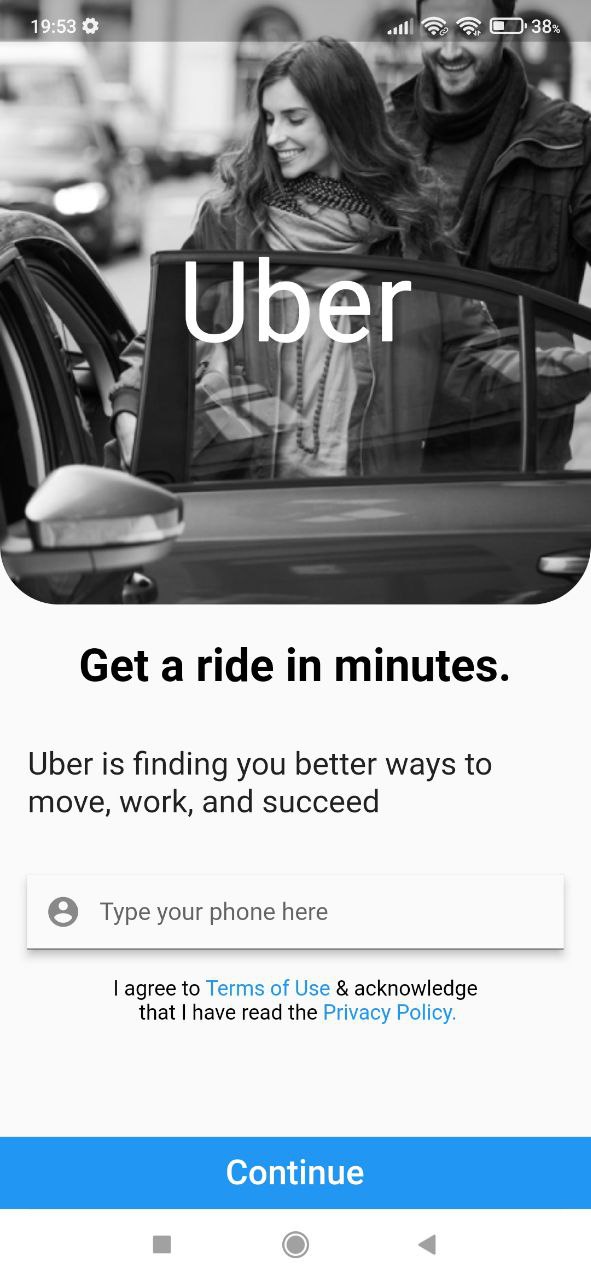 19:53
38%
Uber
Get a ride in minutes.
Uber is finding you better ways to
move, work, and succeed
Type your phone here
I agree to Terms of Use & acknowledge
that I have read the Privacy Policy.
Continue